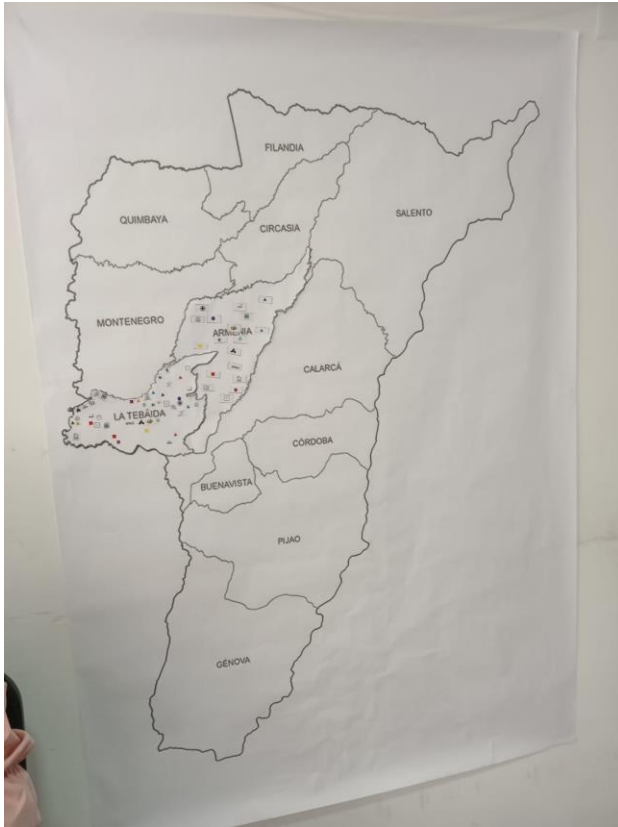 FILANDIA
SALENTO
QUIMBAYA
CIRCASIA
MONTENEGRO
ARMENIA
CALARCÁ
LA TEBAIDA
CÓRDOBA
BUENAVISTA
PIJAO
GÉNOVA